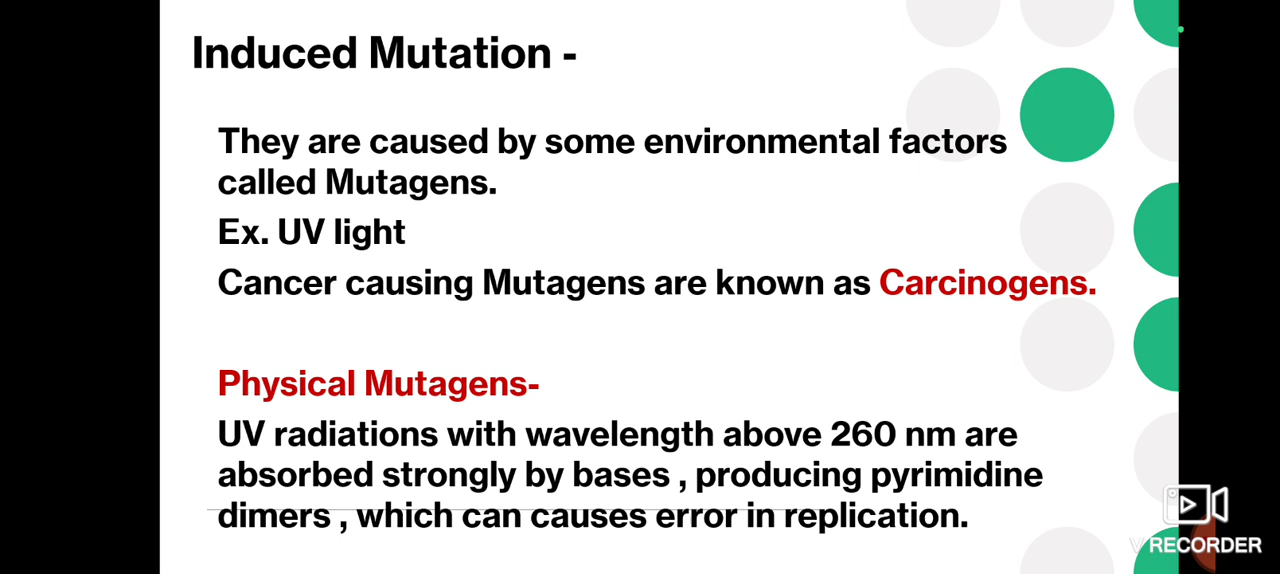 Induced Mutation -
They are caused by some environmental factors
called Mutagens.
Ex. UV light
Cancer causing Mutagens are known as Carcinogens.
Physical Mutagens-
UV radiations with wavelength above 260 nm are
absorbed strongly by bases , producing pyrimidine
dimers , which can causes error in replication.
V RECORDER